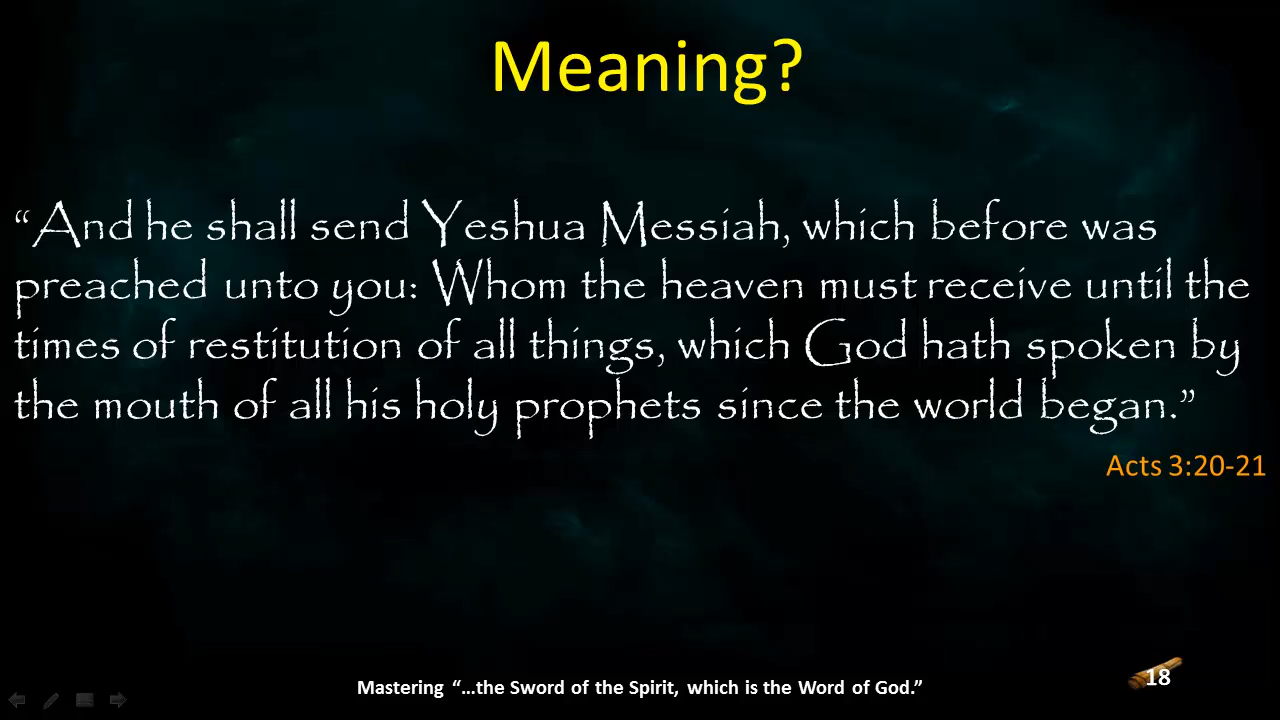 Meaning?
“And he shall send Yeshua Messiah, which before was
preached unto you: Whom the heaven must receive until the
times of restitution of all things, which God hath spoken by
the mouth of all his holy prophets since the world began.”
Acts 3:20-21
Mastering “…the Sword of the Spirit, which is the Word of God.”
18